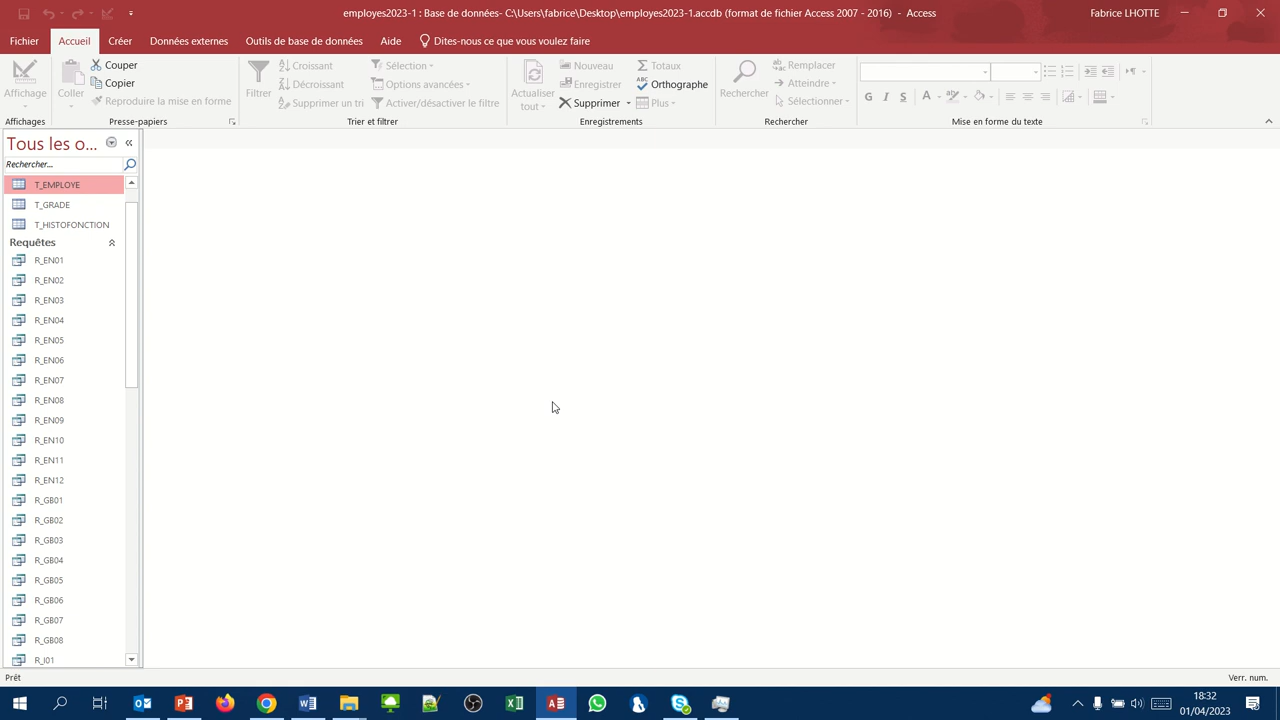 employes2023-1 : Base de données- C:\Users\fabrice\Desktop\employes2023-1.accdb (format de fichier Access 2007 - 2016) - Access
Fabrice LHOTTE
Fichier Accueil Créer Données externes Outils de base de données Aide Dites-nous ce que vous voulez faire
Affichage
Affichages
Coller
Couper
Copier
Reproduire la mise en forme
Presse-papiers
Filtrer
Croissant
Décroissant
Supprimer un tri
Sélection
Options avancées
Activer/désactiver le filtre
Trier et filtrer
Actualiser
tout
Nouveau
Enregistrer
Supprimer
Totaux
Orthographe
Plus
Enregistrements
Rechercher
Remplacer
Atteindre
Sélectionner
Rechercher
G I S A
Mise en forme du texte
Tous les o...
Rechercher...
T_EMPLOYE
T_GRADE
T_HISTOFONCTION
Requêtes
R_EN01
R_EN02
R_EN03
R_EN04
R_EN05
R_EN06
R_EN07
R_EN08
R_EN09
R_EN10
R_EN11
R_EN12
R_GB01
R_GB02
R_GB03
R_GB04
R_GB05
R_GB06
R_GB07
R_GB08
R_I01
Prêt
Verr. num.
18:32
01/04/2023